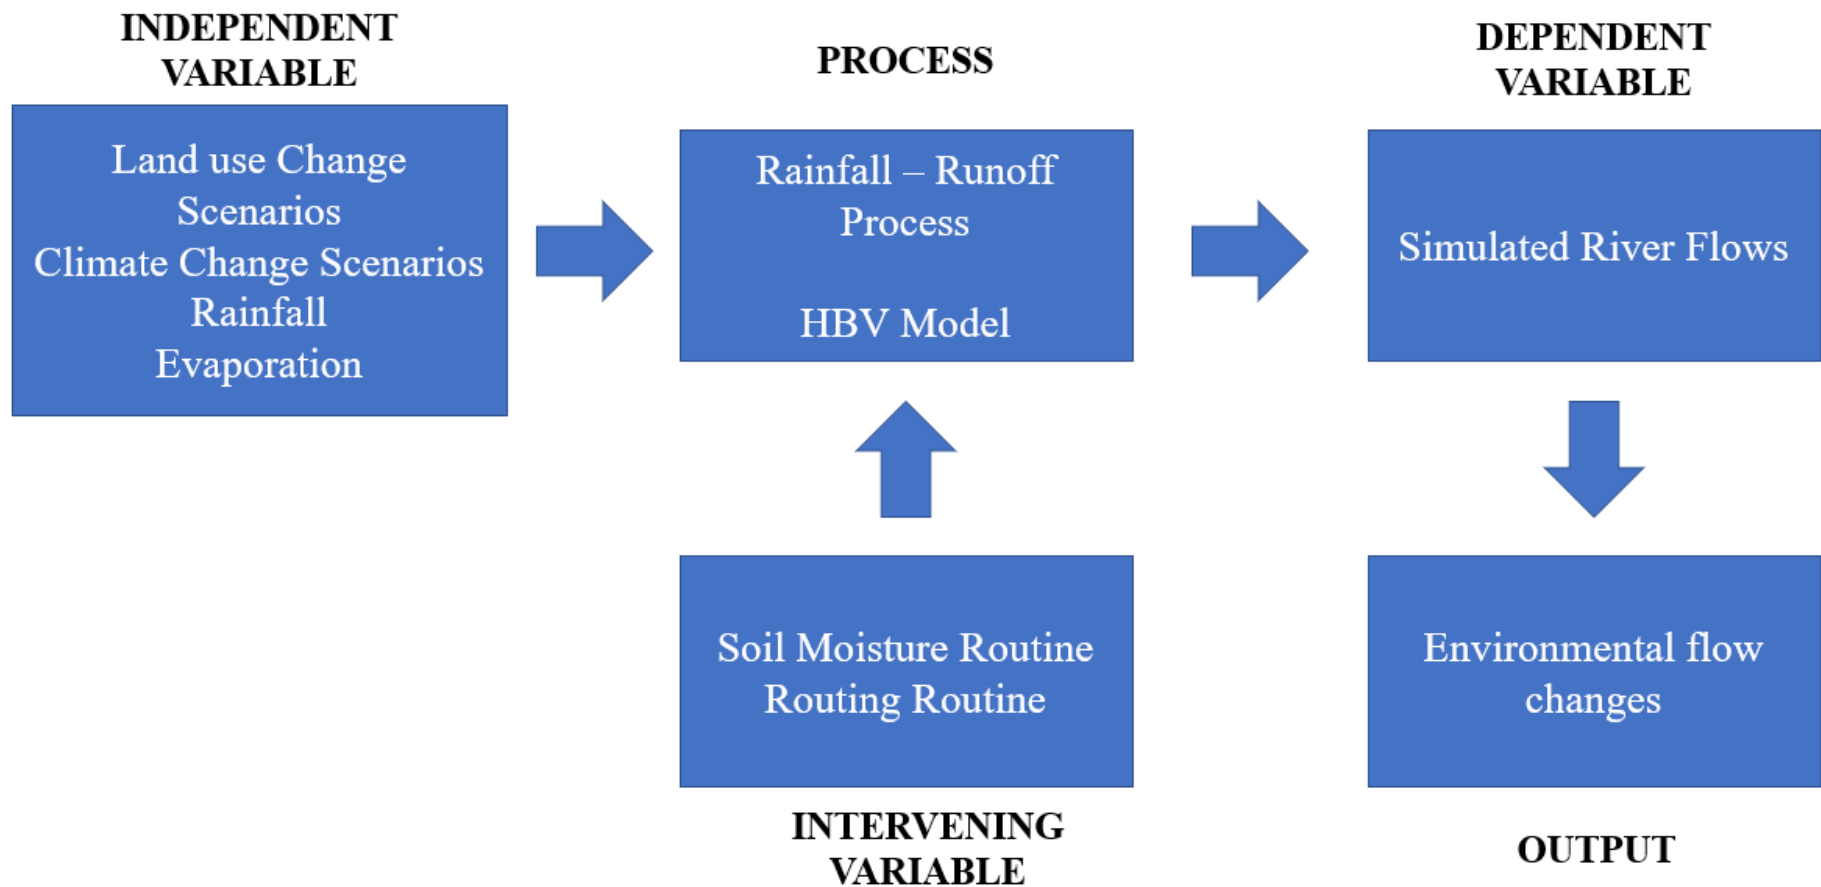 INDEPENDENT
VARIABLE
Land use Change
Scenarios
Climate Change Scenarios
Rainfall
Evaporation
PROCESS
Rainfall – Runoff
Process
HBV Model
DEPENDENT
VARIABLE
Simulated River Flows
Soil Moisture Routine
Routing Routine
INTERVENING
VARIABLE
Environmental flow
changes
OUTPUT